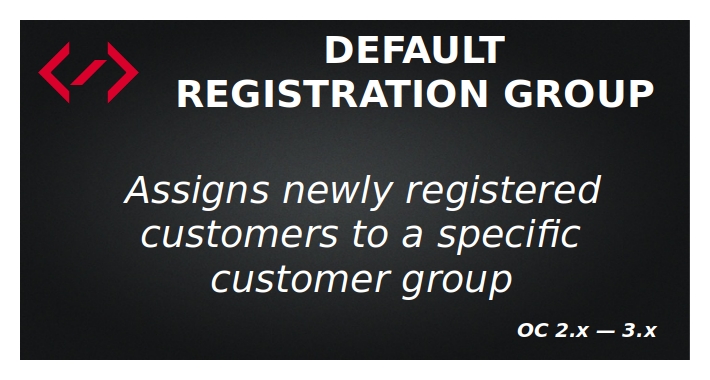 DEFAULT
REGISTRATION GROUP
Assigns newly registered
customers to a specific
customer group
OC 2.x — 3.x